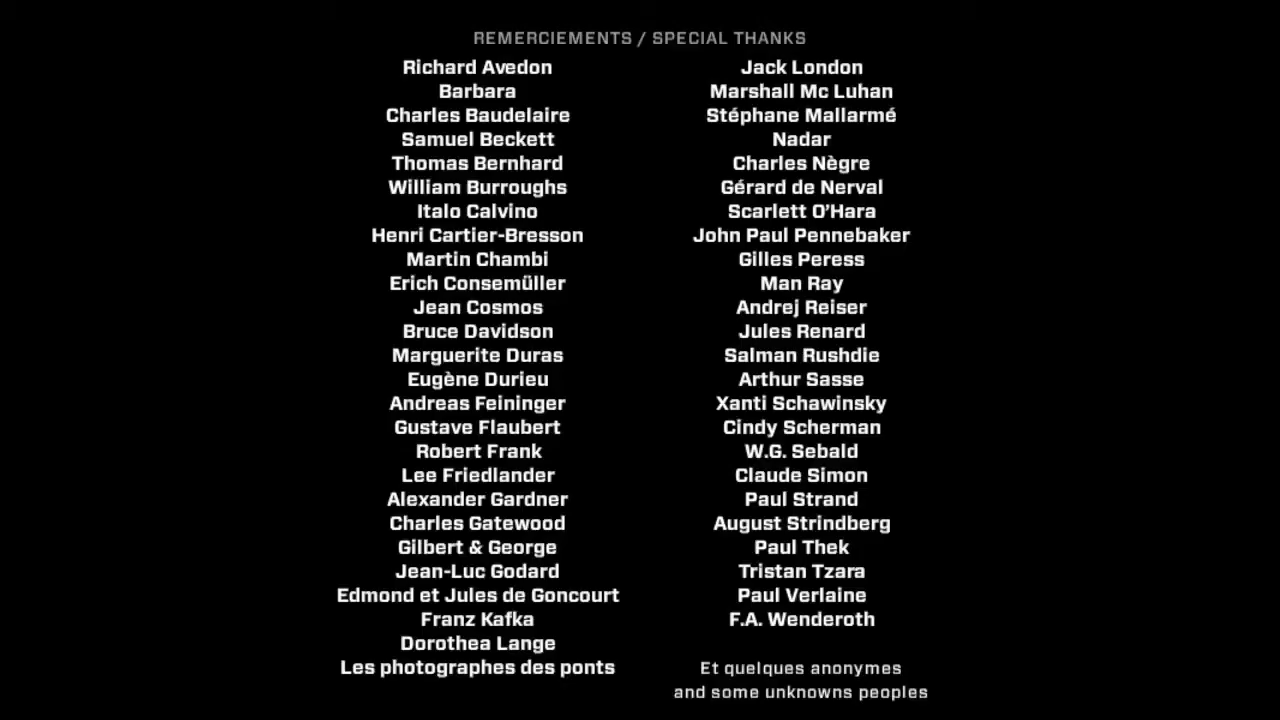 REMERCIEMENTS / SPECIAL THANKS
Richard Avedon
Barbara
Charles Baudelaire
Samuel Beckett
Thomas Bernhard
William Burroughs
Italo Calvino
Henri Cartier-Bresson
Martin Chambi
Erich Consemüller
Jean Cosmos
Bruce Davidson
Marguerite Duras
Eugène Durieu
Andreas Feininger
Gustave Flaubert
Robert Frank
Lee Friedlander
Alexander Gardner
Charles Gatewood
Gilbert & George
Jean-Luc Godard
Edmond et Jules de Goncourt
Franz Kafka
Dorothea Lange
Les photographes des ponts
Jack London
Marshall Mc Luhan
Stéphane Mallarmé
Nadar
Charles Nègre
Gérard de Nerval
Scarlett O'Hara
John Paul Pennebaker
Gilles Peress
Man Ray
Andrej Reiser
Jules Renard
Salman Rushdie
Arthur Sasse
Xanti Schawinsky
Cindy Scherman
W.G. Sebald
Claude Simon
Paul Strand
August Strindberg
Paul Thek
Tristan Tzara
Paul Verlaine
F.A. Wenderoth
Et quelques anonymes
and some unknowns peoples